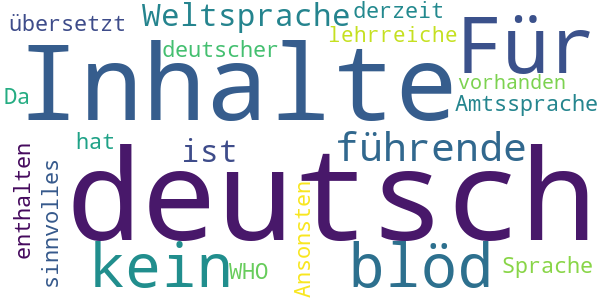 übersetzt
Weltsprache
derzeit
Inhalte
deutscher
lehrreiche
Für
Da
vorhanden
Amtssprache
hat
ist
führende
enthalten
sinnvolles
deutsch
Ansonsten
kein
WHO
blöd
Sprache